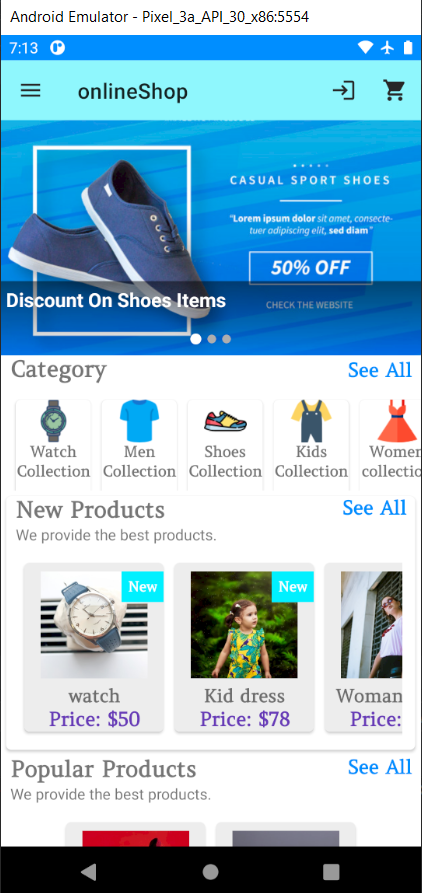 Android Emulator - Pixel_3a_API_30_x86:5554
7:13
onlineShop
CASUAL SPORT SHOES
"Lorem ipsum dolor sit amet, consecte-
tuer adipiscing elit, sed diam"
50% OFF
CHECK THE WEBSITE
Discount On Shoes Items
Category
See All
Watch
Collection
Men
Collection
Shoes
Collection
Kids
Collection
Women
collectio
New Products
See All
We provide the best products.
New
New
watch
Kid dress
Woman
Price: $50
Price: $78
Price:
Popular Products
See All
We provide the best products.